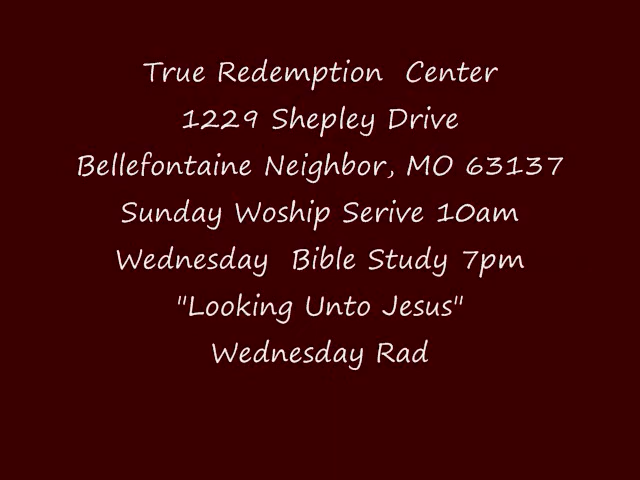 True Redemption  Center
1229 Shepley Drive
Bellefontaine Neighbor, MO 63137
Sunday Woship Serive 10am
Wednesday  Bible Study 7pm
"Looking Unto Jesus"
Wednesday Rad